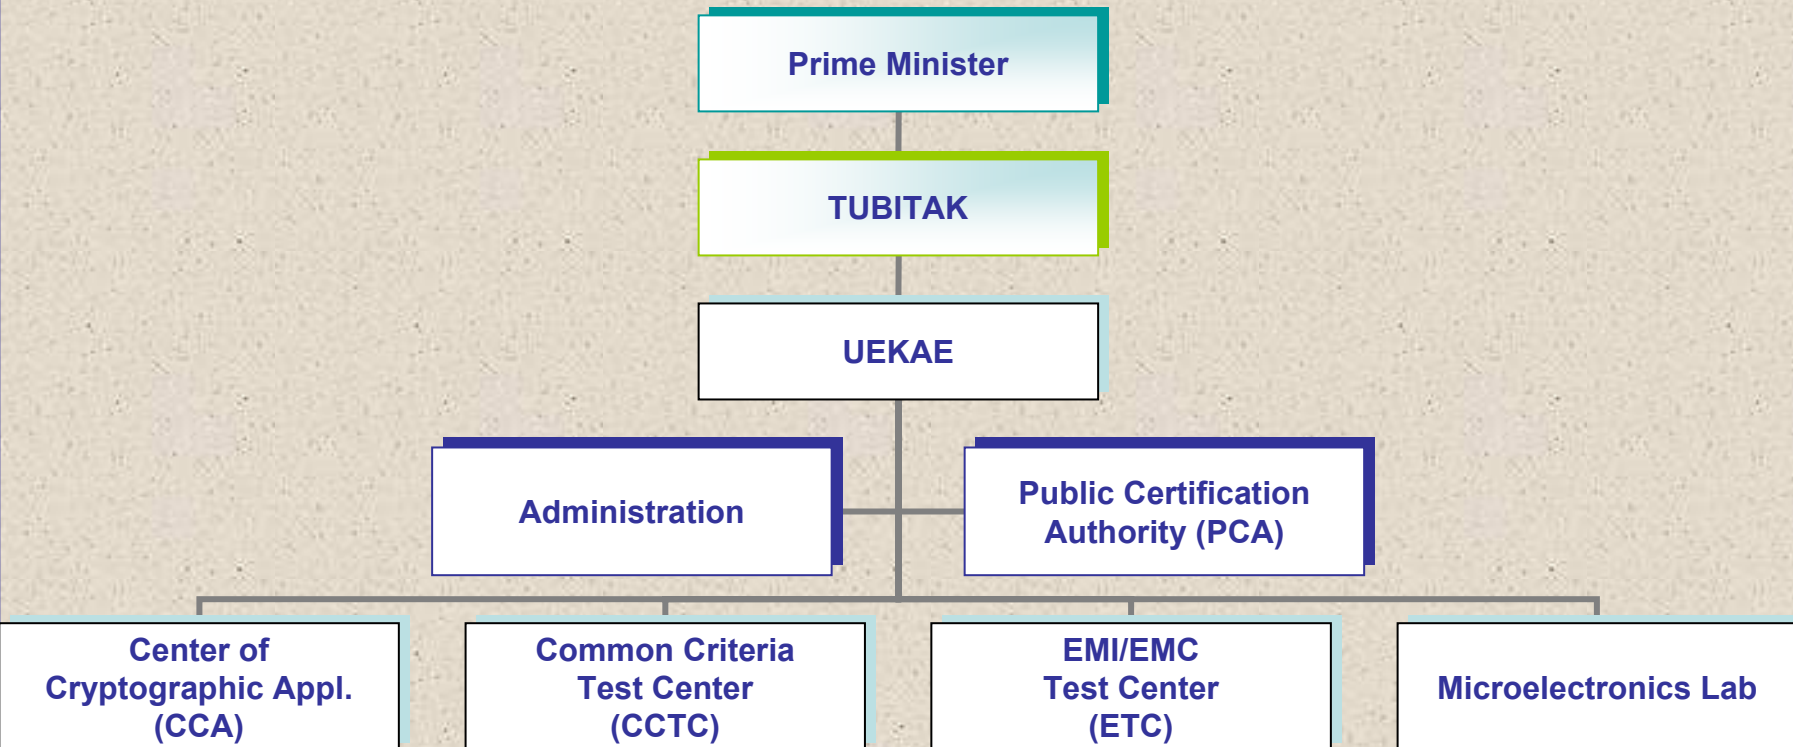 Prime Minister
TUBITAK
UEKAE
Administration
Public Certification
Authority (PCA)
Center of
Cryptographic Appl.
(CCA)
Common Criteria
Test Center
(CCTC)
EMI/EMC
Test Center
(ETC)
Microelectronics Lab